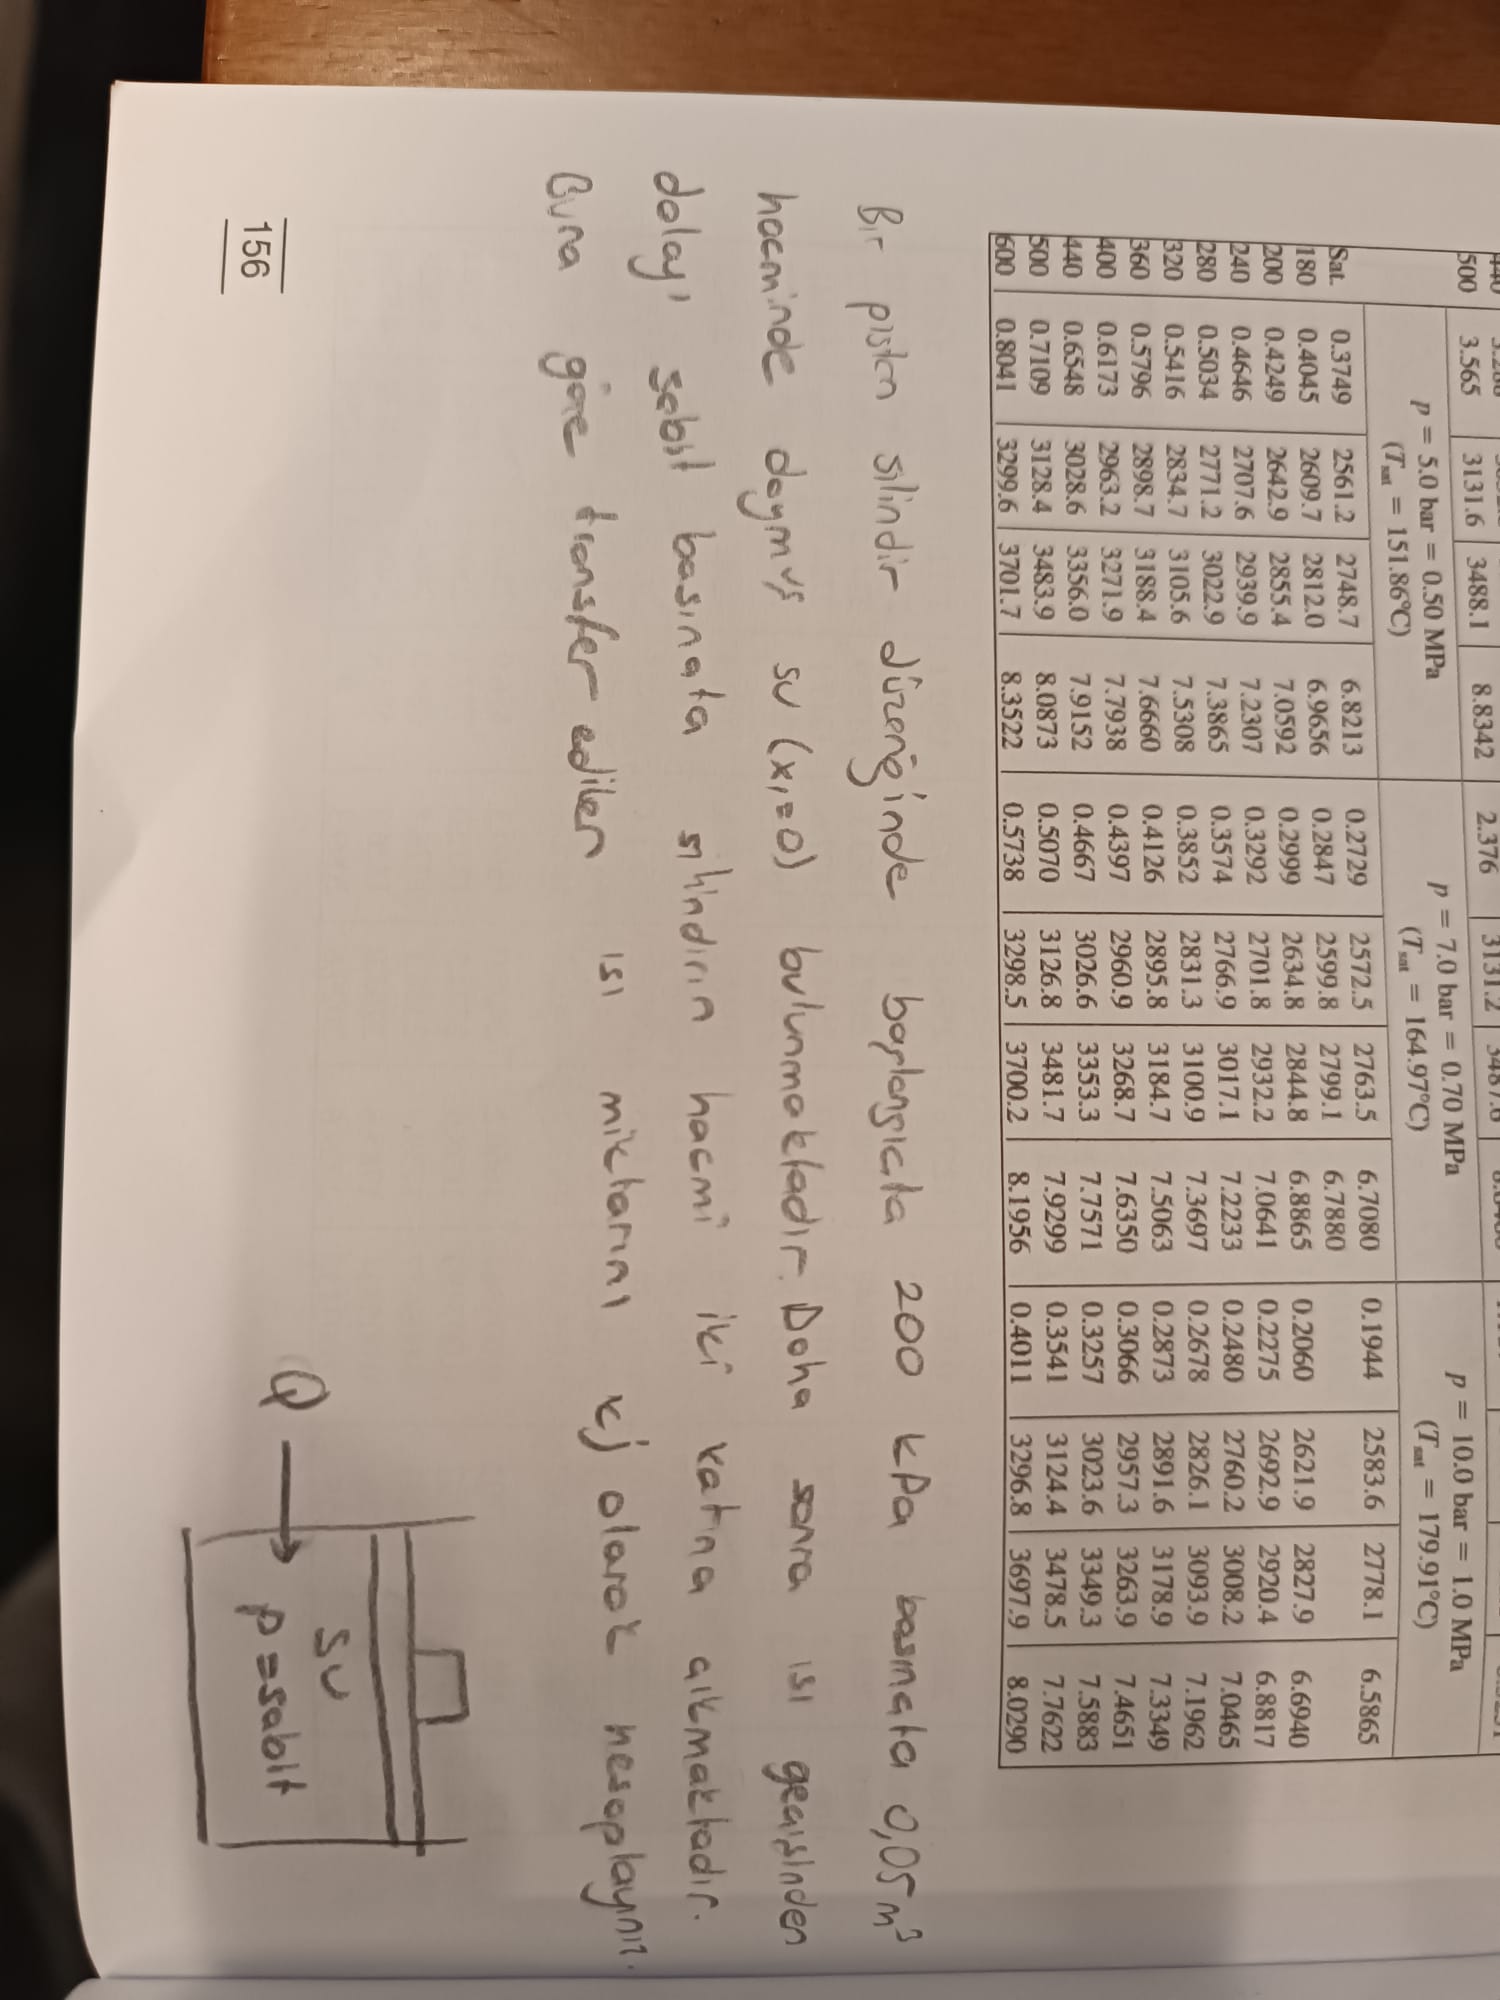 500 3.565 3131.6 3488.1 8.8342 2.376 3131.2
p = 5.0 bar = 0.50 MPa p = 7.0 bar = 0.70 MPa p = 10.0 bar = 1.0 MPa
(Tsat = 151.86°C) (Tsat = 164.97°C) (Tsat = 179.91°C)
Sat. 0.3749 2561.2 2748.7 6.8213 0.2729 2572.5 2763.5 6.7080 0.1944 2583.6 2778.1 6.5865
180 0.4045 2609.7 2812.0 6.9656 0.2847 2599.8 2799.1 6.7880
200 0.4249 2642.9 2855.4 7.0592 0.2999 2634.8 2844.8 6.8865 0.2060 2621.9 2827.9 6.6940
240 0.4646 2707.6 2939.9 7.2307 0.3292 2701.8 2932.2 7.0641 0.2275 2692.9 2920.4 6.8817
280 0.5034 2771.2 3022.9 7.3865 0.3574 2766.9 3017.1 7.2233 0.2480 2760.2 3008.2 7.0465
320 0.5416 2834.7 3105.6 7.5308 0.3852 2831.3 3100.9 7.3697 0.2678 2826.1 3093.9 7.1962
360 0.5796 2898.7 3188.4 7.6660 0.4126 2895.8 3184.7 7.5063 0.2873 2891.6 3178.9 7.3349
400 0.6173 2963.2 3271.9 7.7938 0.4397 2960.9 3268.7 7.6350 0.3066 2957.3 3263.9 7.4651
440 0.6548 3028.6 3356.0 7.9152 0.4667 3026.6 3353.3 7.7571 0.3257 3023.6 3349.3 7.5883
500 0.7109 3128.4 3483.9 8.0873 0.5070 3126.8 3481.7 7.9299 0.3541 3124.4 3478.5 7.7622
600 0.8041 3299.6 3701.7 8.3522 0.5738 3298.5 3700.2 8.1956 0.4011 3296.8 3697.9 8.0290
Bir piston silindir düzeneğinde başlangıçta 200 kPa basınçta 0,05 m³
hacminde doymuş su (x₁=0) bulunmaktadır. Daha sonra ısı geçişinden
dolayı sabit basınçta silindirin hacmi iki katına çıkmaktadır.
Buna göre transfer edilen ısı miktarını kj olarak hesaplayınız.
Q
su
p=sabit
156